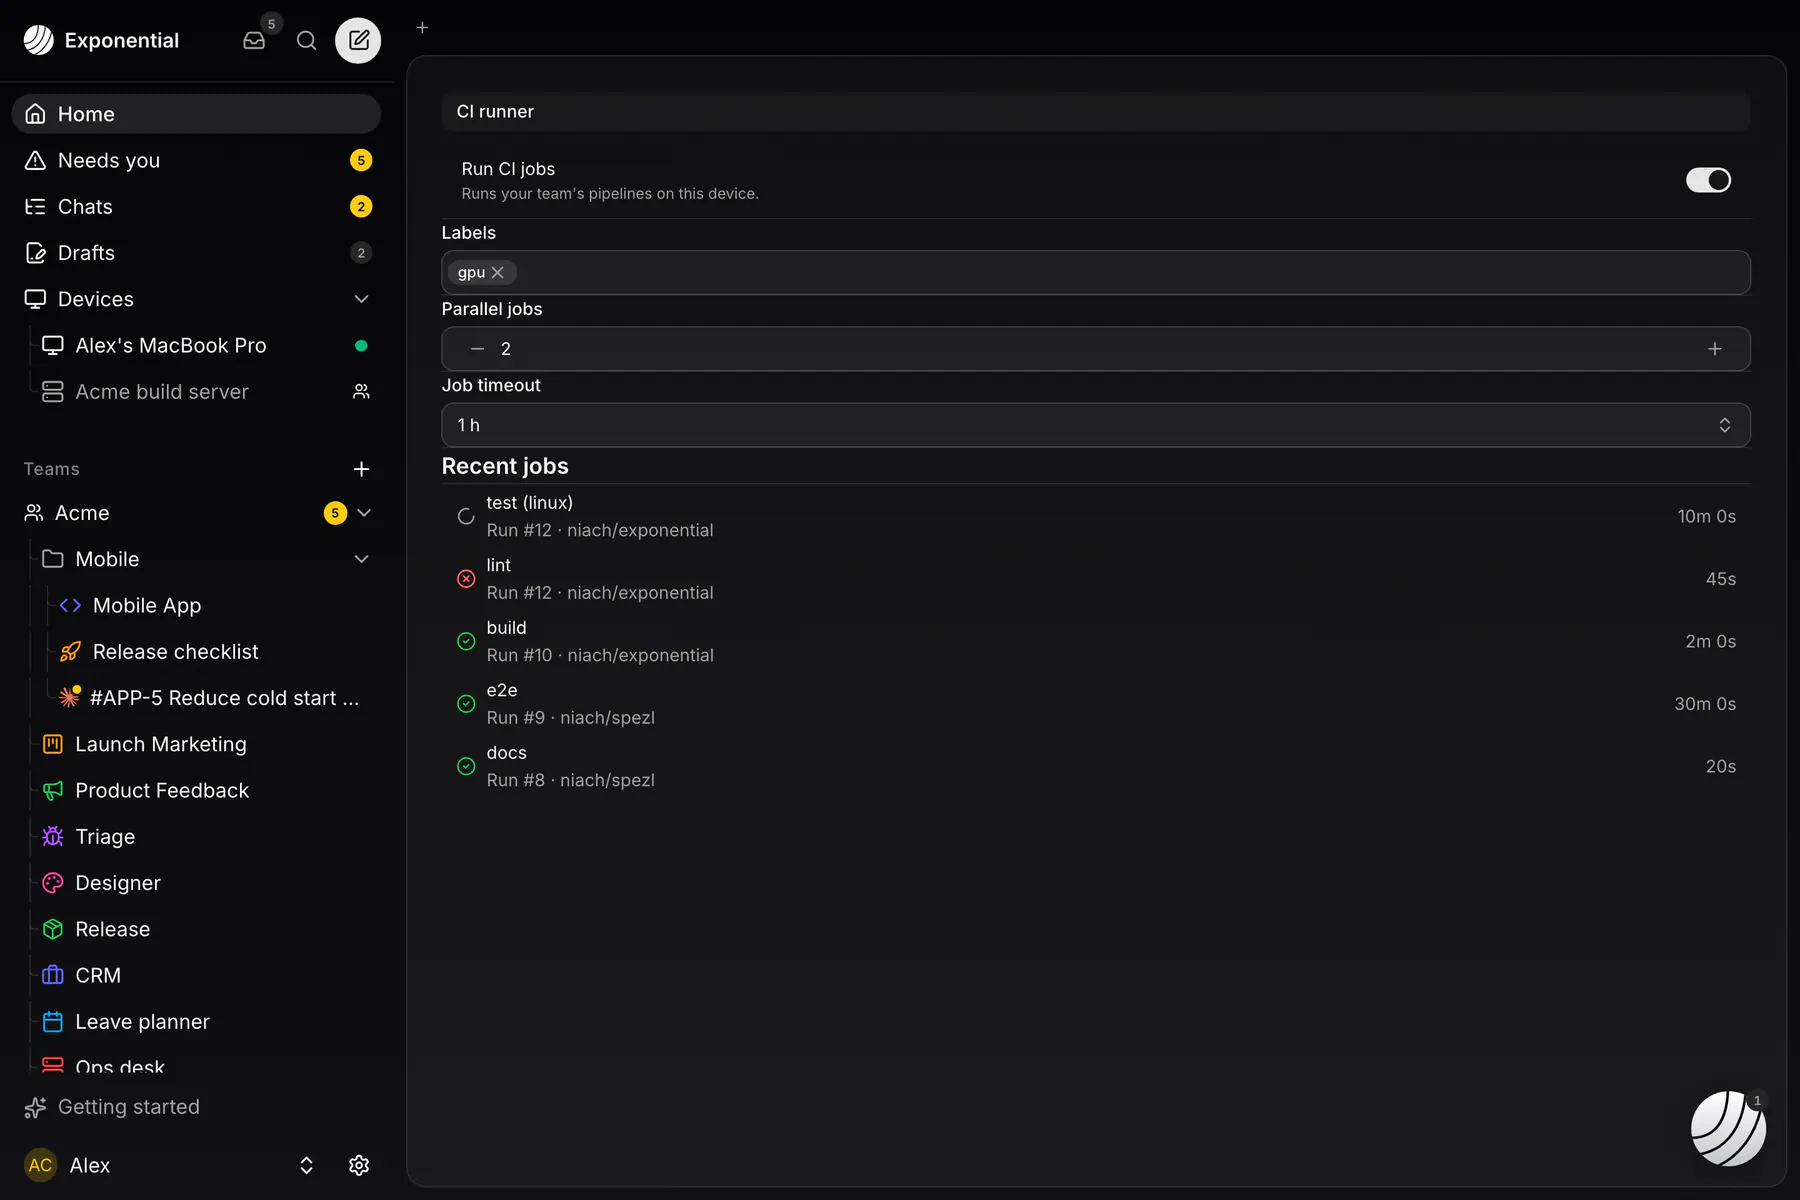 Exponential
5
Home
Needs you
5
Chats
2
Drafts
2
Devices
Alex's MacBook Pro
Acme build server
Teams
Acme
5
Mobile
Mobile App
Release checklist
#APP-5 Reduce cold start ...
Launch Marketing
Product Feedback
Triage
Designer
Release
CRM
Leave planner
Ops desk
Getting started
AC
Alex
CI runner
Run CI jobs
Runs your team's pipelines on this device.
Labels
gpu
Parallel jobs
2
Job timeout
1 h
Recent jobs
test (linux)
10m 0s
Run #12 · niach/exponential
lint
45s
Run #12 · niach/exponential
build
2m 0s
Run #10 · niach/exponential
e2e
30m 0s
Run #9 · niach/spezl
docs
20s
Run #8 · niach/spezl
1